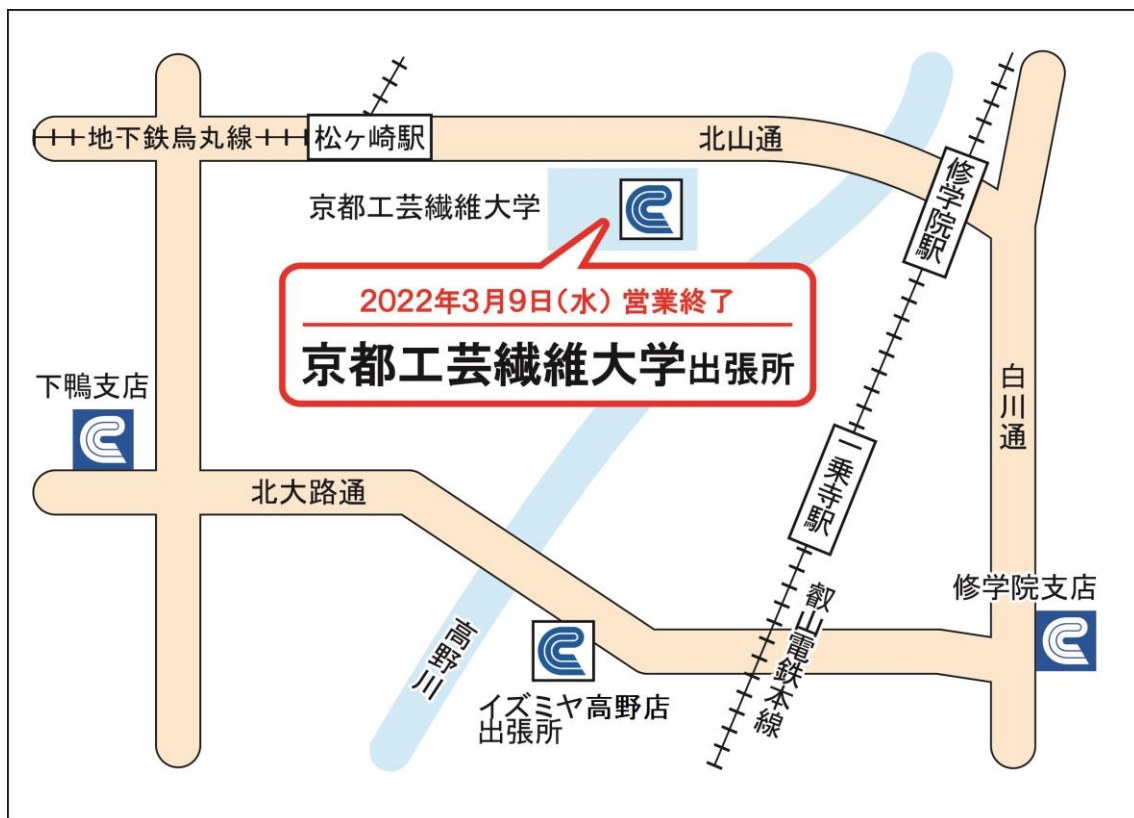 地下鉄烏丸線
松ヶ崎駅
北山通
修学院駅
京都工芸繊維大学
2022年3月9日(水) 営業終了
京都工芸繊維大学出張所
下鴨支店
白川通
一乗寺駅
北大路通
修学院支店
叡山電鉄本線
高野川
イズミヤ高野店
出張所